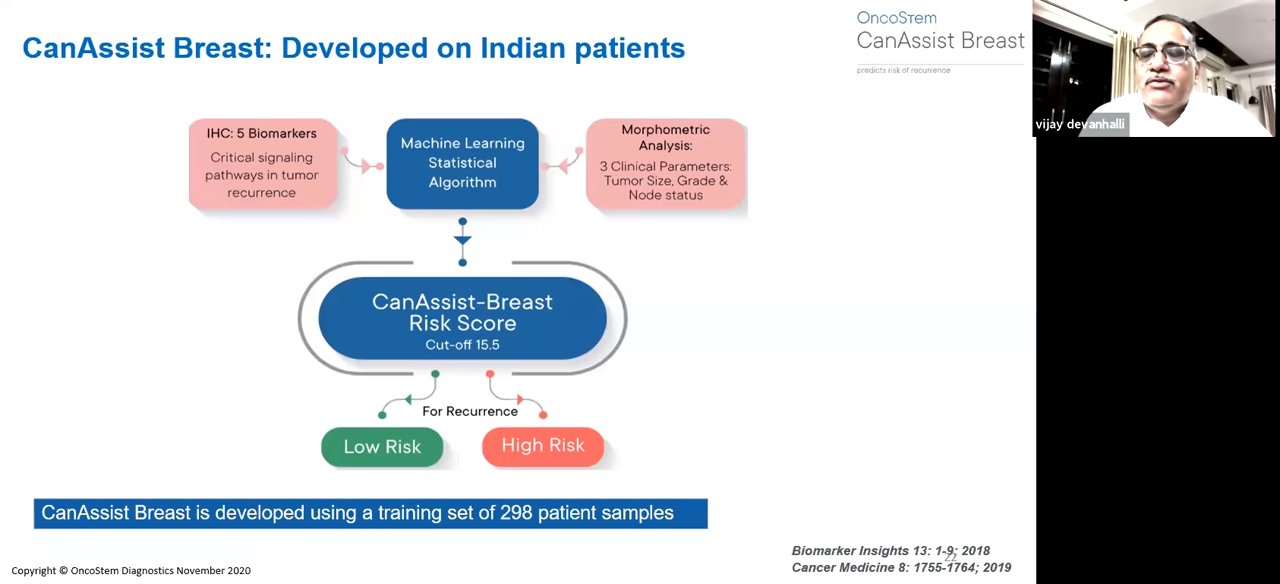 CanAssist Breast: Developed on Indian patients
OncoStem
CanAssist Breast
predicts risk of recurrence
vijay devanhalli
IHC: 5 Biomarkers
Critical signaling
pathways in tumor
recurrence
Machine Learning
Statistical
Algorithm
Morphometric
Analysis:
3 Clinical Parameters:
Tumor Size, Grade &
Node status
CanAssist-Breast
Risk Score
Cut-off 15.5
For Recurrence
Low Risk
High Risk
CanAssist Breast is developed using a training set of 298 patient samples
Biomarker Insights 13: 1-9; 2018
Cancer Medicine 8: 1755-1764; 2019
Copyright © OncoStem Diagnostics November 2020